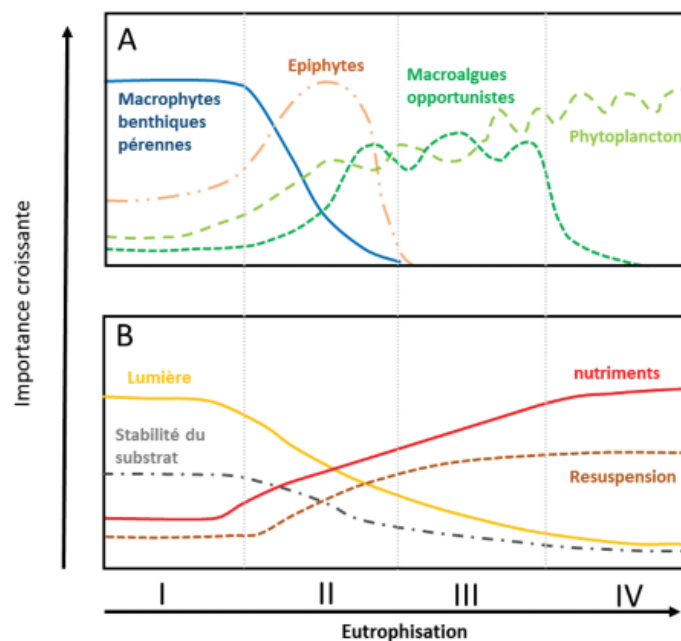 A
Epiphytes
Macroalgues
opportunistes
Macrophytes
benthiques
pérennes
Phytoplancton
Importance croissante
B
Lumière
nutriments
Stabilité du
substrat
Resuspension
I II III IV
Eutrophisation